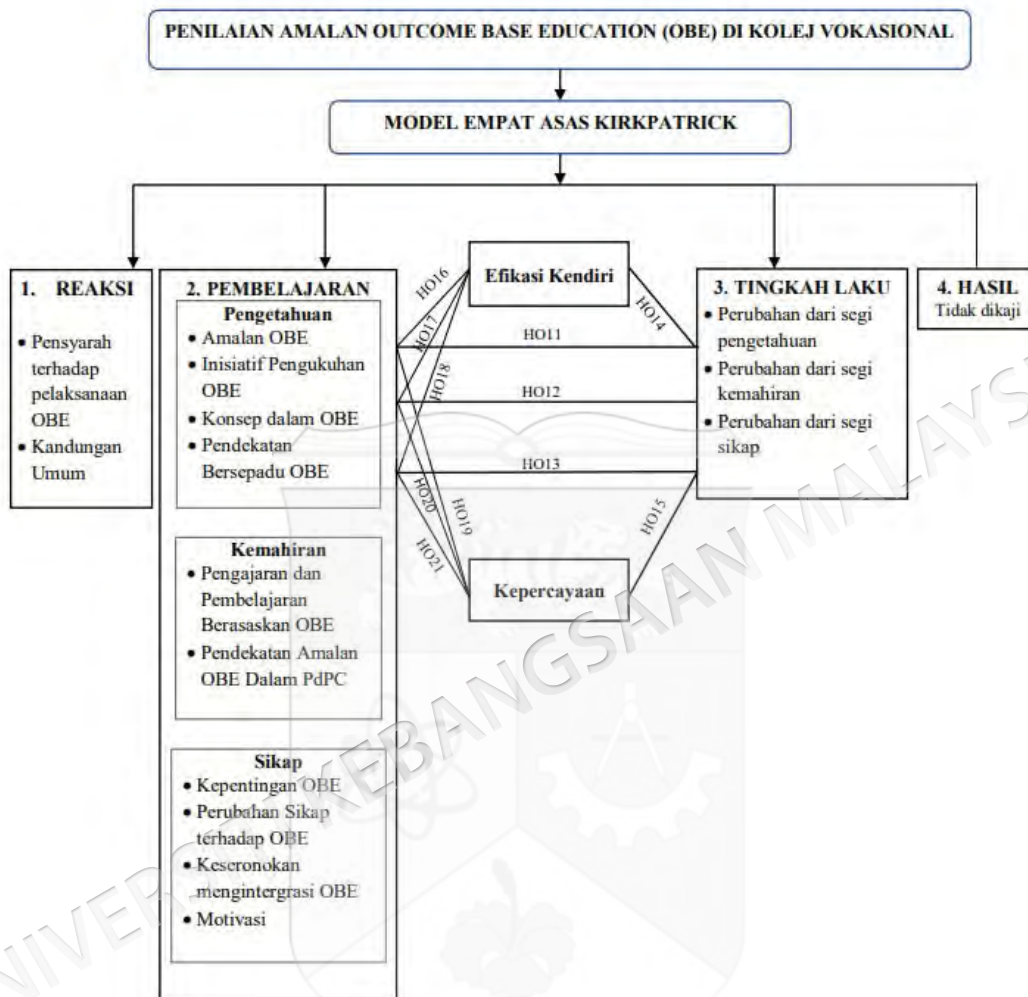 PENILAIAN AMALAN OUTCOME BASE EDUCATION (OBE) DI KOLEJ VOKASIONAL
MODEL EMPAT ASAS KIRKPATRICK
1. REAKSI
• Pensyarah
terhadap
pelaksanaan
OBE
• Kandungan
Umum
2. PEMBELAJARAN
Pengetahuan
• Amalan OBE
• Inisiatif Pengukuhan
OBE
• Konsep dalam OBE
• Pendekatan
Bersepadu OBE
Kemahiran
• Pengajaran dan
Pembelajaran
Berasaskan OBE
• Pendekatan Amalan
OBE Dalam PdPC
Sikap
• Kepentingan OBE
• Perubahan Sikap
terhadap OBE
• Keseronokan
mengintergrasi OBE
• Motivasi
HO16
HO17
HO18
Efikasi Kendiri
HO14
HO11
HO12
HO13
HO20
HO19
HO21
HO15
Kepercayaan
3. TINGKAH LAKU
• Perubahan dari segi
pengetahuan
• Perubahan dari segi
kemahiran
• Perubahan dari segi
sikap
4. HASIL
Tidak dikaji
UNIVERSITI KEBANGSAAN MALAYSIA